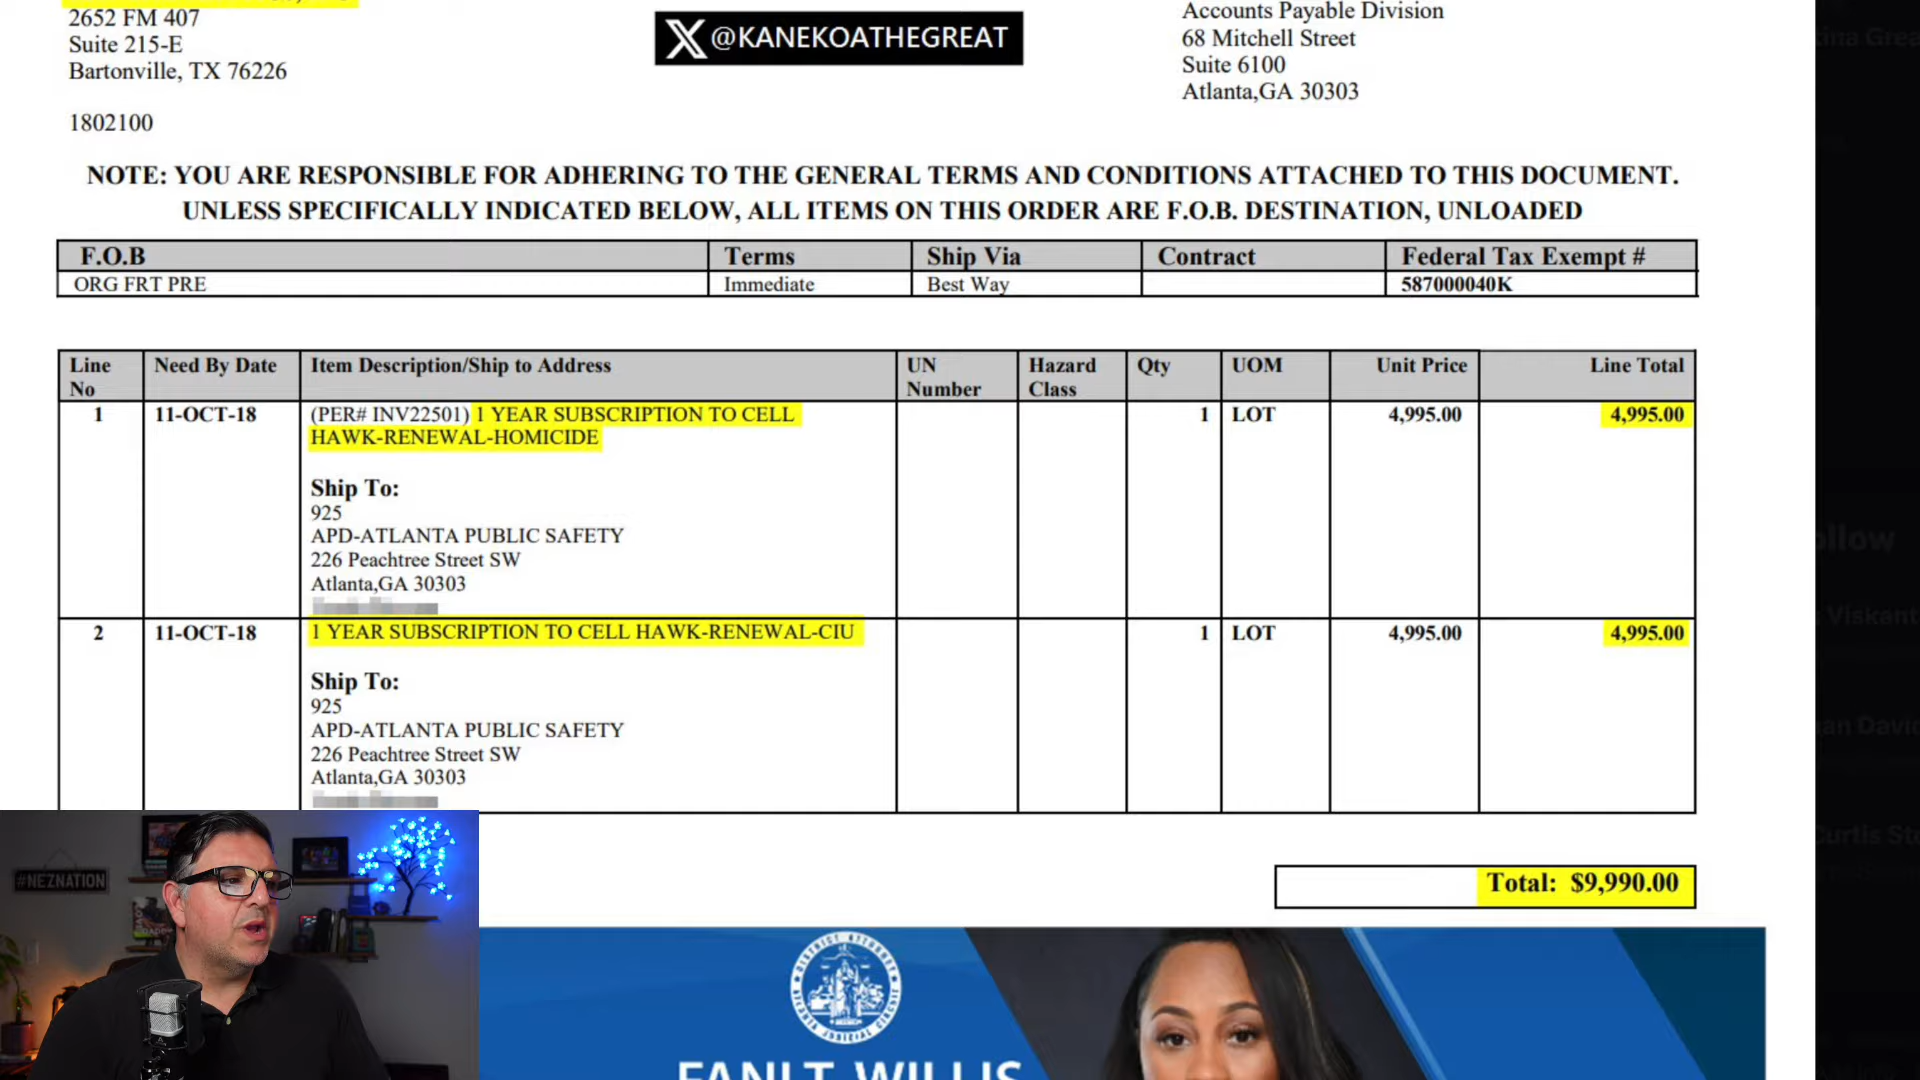 2652 FM 407
Suite 215-E
Bartonville, TX 76226
1802100
@KANEKOATHEGREAT
Accounts Payable Division
68 Mitchell Street
Suite 6100
Atlanta,GA 30303
NOTE: YOU ARE RESPONSIBLE FOR ADHERING TO THE GENERAL TERMS AND CONDITIONS ATTACHED TO THIS DOCUMENT.
UNLESS SPECIFICALLY INDICATED BELOW, ALL ITEMS ON THIS ORDER ARE F.O.B. DESTINATION, UNLOADED
F.O.B Terms Ship Via Contract Federal Tax Exempt #
ORG FRT PRE Immediate Best Way 587000040K
Line No Need By Date Item Description/Ship to Address UN Number Hazard Class Qty UOM Unit Price Line Total
1 11-OCT-18 (PER# INV22501) 1 YEAR SUBSCRIPTION TO CELL 1 LOT 4,995.00 4,995.00
HAWK-RENEWAL-HOMICIDE
Ship To:
925
APD-ATLANTA PUBLIC SAFETY
226 Peachtree Street SW
Atlanta,GA 30303
2 11-OCT-18 1 YEAR SUBSCRIPTION TO CELL HAWK-RENEWAL-CIU 1 LOT 4,995.00 4,995.00
Ship To:
925
APD-ATLANTA PUBLIC SAFETY
226 Peachtree Street SW
Atlanta,GA 30303
Total: $9,990.00
#NEZNATION
DISTRICT ATTORNEY
ATLANTA JUDICIAL CIRCUIT
FANI T. WILLIS